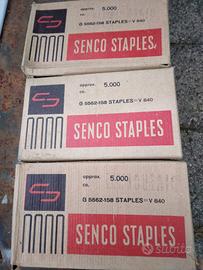 approx. 5.000
ca.
G 5562-158 STAPLES=V 840
SENCO STAPLES
approx. 5.000
ca.
G 5562-158 STAPLES=V 840
SENCO STAPLES
approx. 5.000
ca.
G 5562-158 STAPLES=V 840
SENCO STAPLES
subito